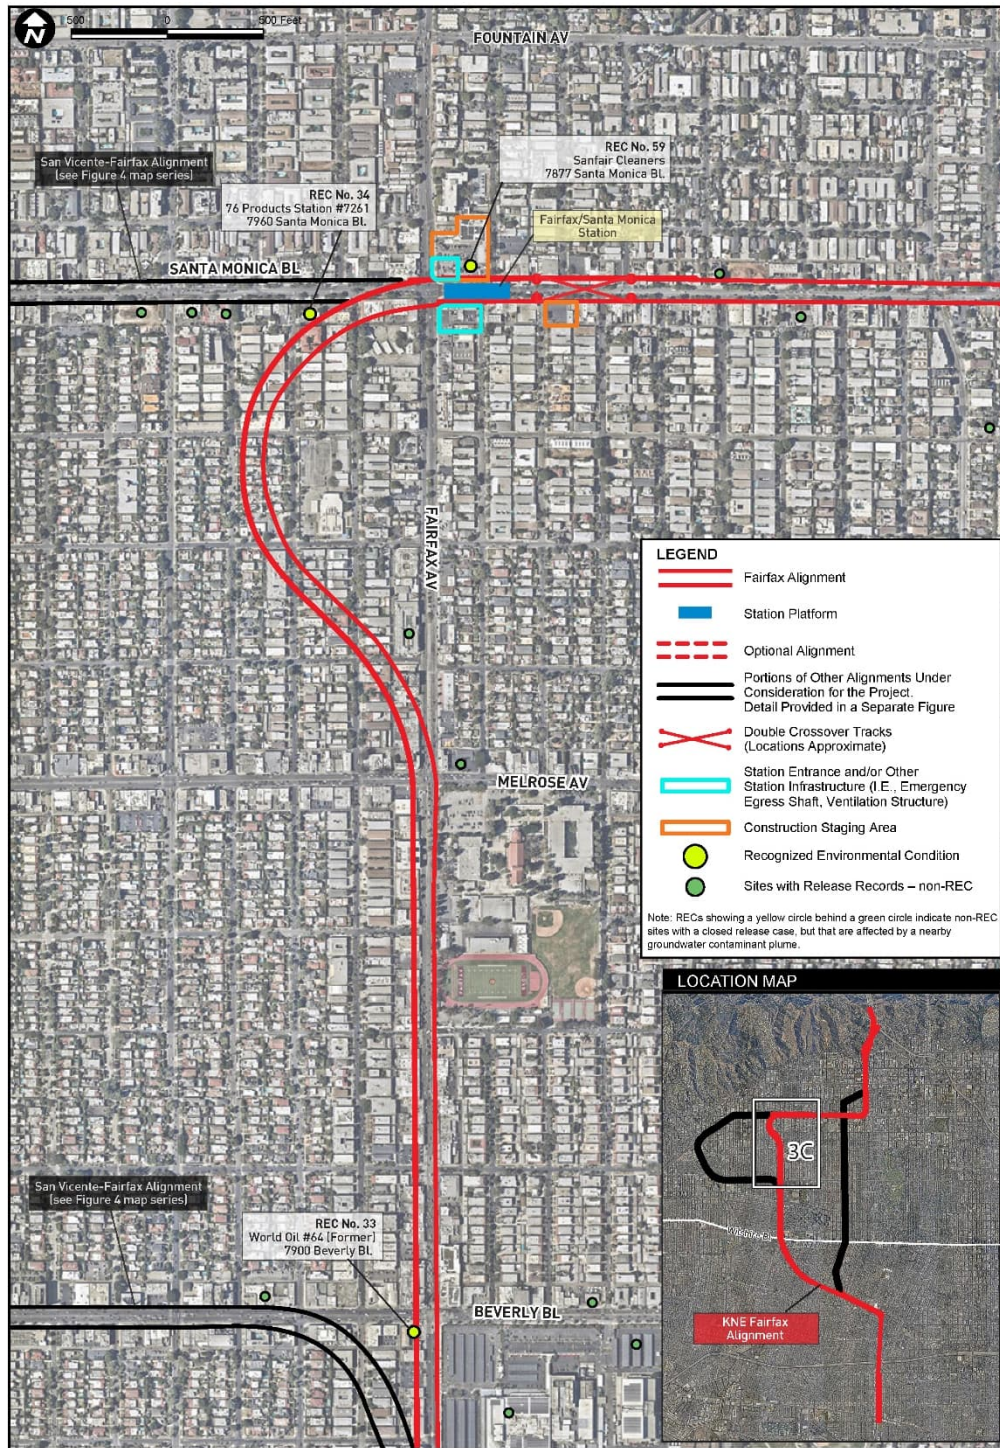 500 0 500 Feet
N
FOUNTAIN AV
REC No. 59
Sanfair Cleaners
7877 Santa Monica Bl.
San Vicente-Fairfax Alignment
(see Figure 4 map series)
REC No. 34
76 Products Station #7261
7960 Santa Monica Bl.
Fairfax/Santa Monica
Station
SANTA MONICA BL
FAIRFAX AV
LEGEND
Fairfax Alignment
Station Platform
Optional Alignment
Portions of Other Alignments Under
Consideration for the Project.
Detail Provided in a Separate Figure
Double Crossover Tracks
(Locations Approximate)
Station Entrance and/or Other
Station Infrastructure (I.E., Emergency
Egress Shaft, Ventilation Structure)
Construction Staging Area
Recognized Environmental Condition
Sites with Release Records – non-REC
Note: RECs showing a yellow circle behind a green circle indicate non-REC
sites with a closed release case, but that are affected by a nearby
groundwater contaminant plume.
MELROSE AV
LOCATION MAP
3C
Wilshire Bl
KNE Fairfax
Alignment
San Vicente-Fairfax Alignment
(see Figure 4 map series)
REC No. 33
World Oil #64 (Former)
7900 Beverly Bl.
BEVERLY BL